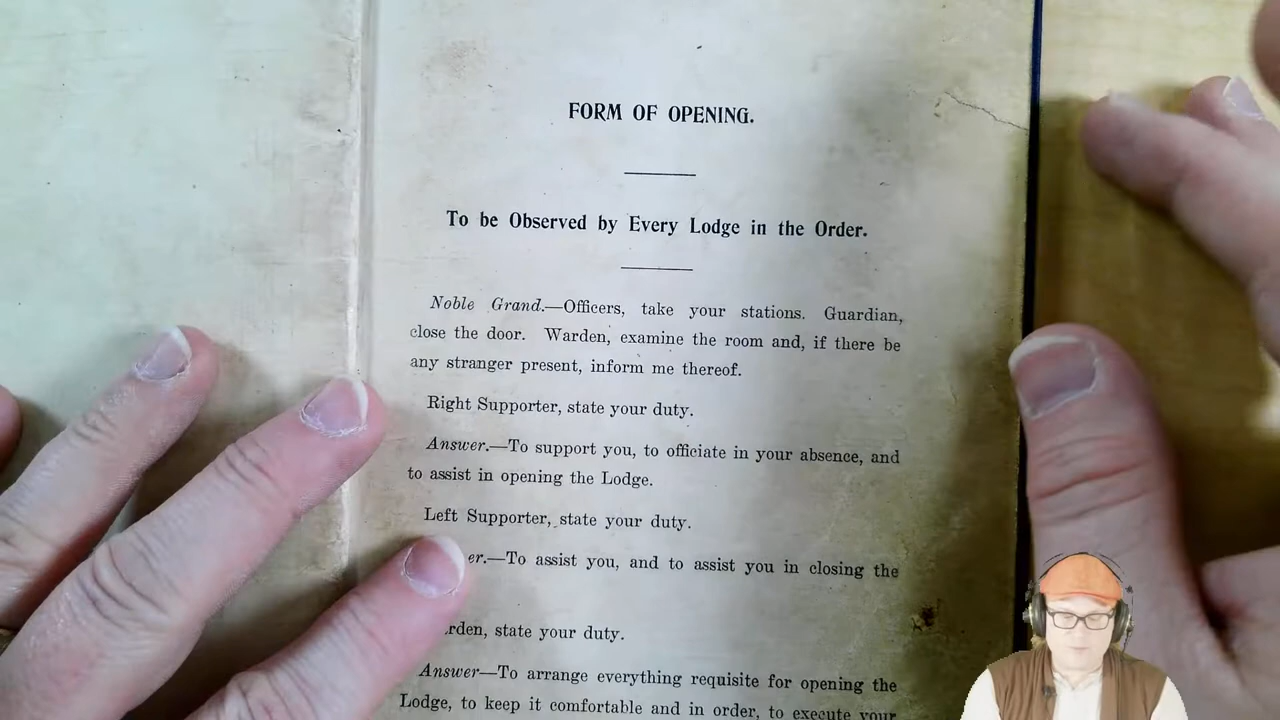 FORM OF OPENING.
To be Observed by Every Lodge in the Order.
Noble Grand.—Officers, take your stations. Guardian,
close the door. Warden, examine the room and, if there be
any stranger present, inform me thereof.
Right Supporter, state your duty.
Answer.—To support you, to officiate in your absence, and
to assist in opening the Lodge.
Left Supporter, state your duty.
er.—To assist you, and to assist you in closing the
rden, state your duty.
Answer—To arrange everything requisite for opening the
Lodge, to keep it comfortable and in order, to execute your